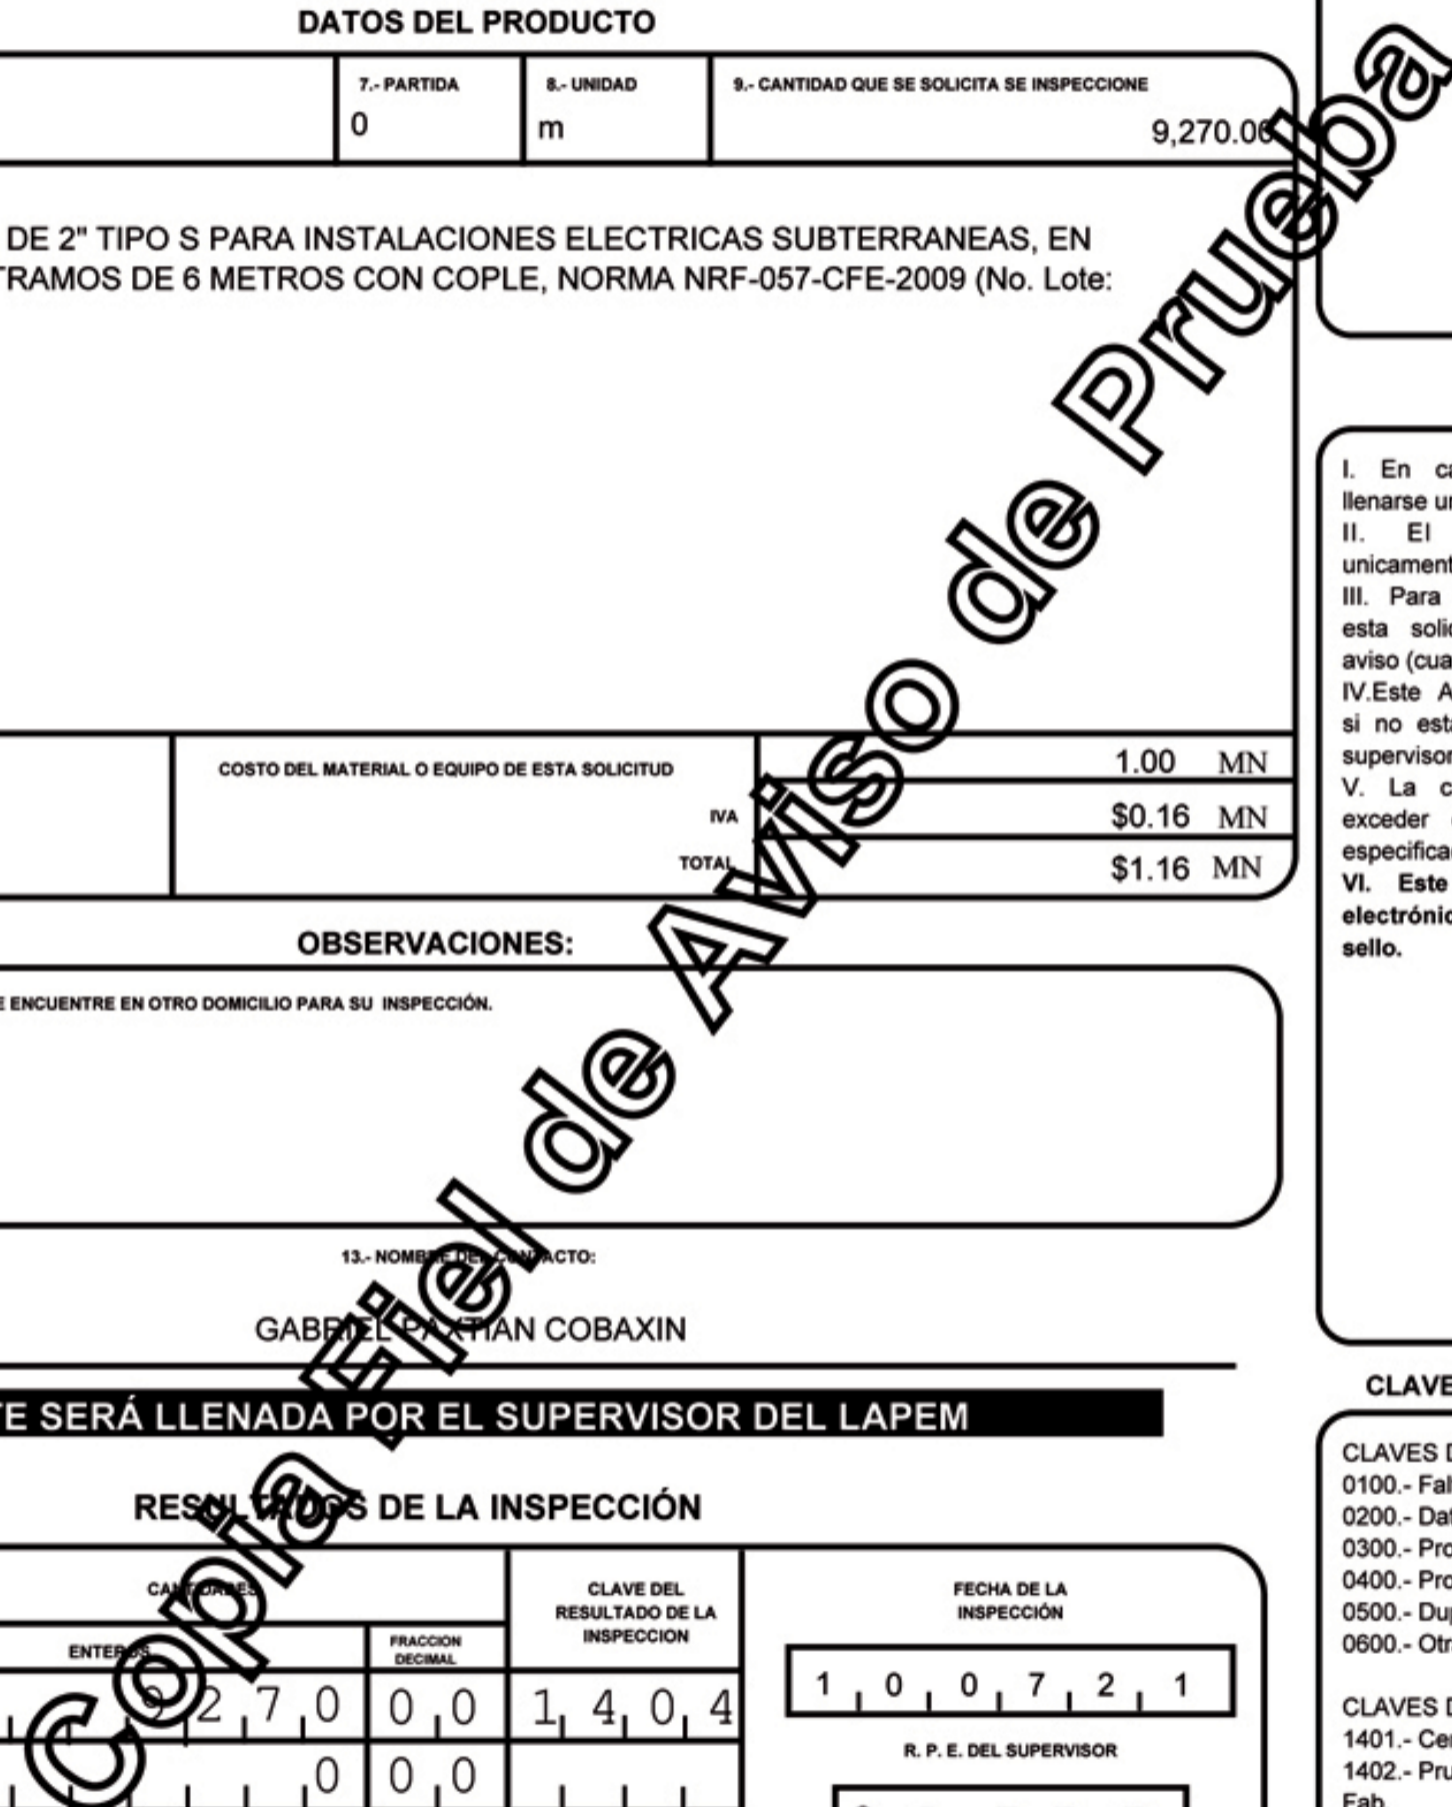 DATOS DEL PRODUCTO
7.- PARTIDA
0
8.- UNIDAD
m
9.- CANTIDAD QUE SE SOLICITA SE INSPECCIONE
9,270.00
DE 2" TIPO S PARA INSTALACIONES ELECTRICAS SUBTERRANEAS, EN
TRAMOS DE 6 METROS CON COPLE, NORMA NRF-057-CFE-2009 (No. Lote:
COSTO DEL MATERIAL O EQUIPO DE ESTA SOLICITUD
1.00 MN
IVA
$0.16 MN
TOTAL
$1.16 MN
OBSERVACIONES:
E ENCUENTRE EN OTRO DOMICILIO PARA SU INSPECCIÓN.
13.- NOMBRE DEL CONTACTO:
GABRIEL PAXTIAN COBAXIN
TE SERÁ LLENADA POR EL SUPERVISOR DEL LAPEM
RESULTADOS DE LA INSPECCIÓN
CANTIDADES
ENTEROS
FRACCION
DECIMAL
CLAVE DEL
RESULTADO DE LA
INSPECCION
9 2 7 0 0 0 1 4 0 4
0 0 0
FECHA DE LA
INSPECCIÓN
1 0 0 7 2 1
R. P. E. DEL SUPERVISOR
Copia Fiel de Aviso de Prueba
I. En ca
llenarse un
II. El
unicament
III. Para
esta solic
aviso (cua
IV.Este A
si no esta
supervisor
V. La c
exceder
especifica
VI. Este
electrónic
sello.
CLAVE
CLAVES D
0100.- Fal
0200.- Dat
0300.- Pro
0400.- Pro
0500.- Dup
0600.- Otr
CLAVES D
1401.- Cer
1402.- Pru
Fab